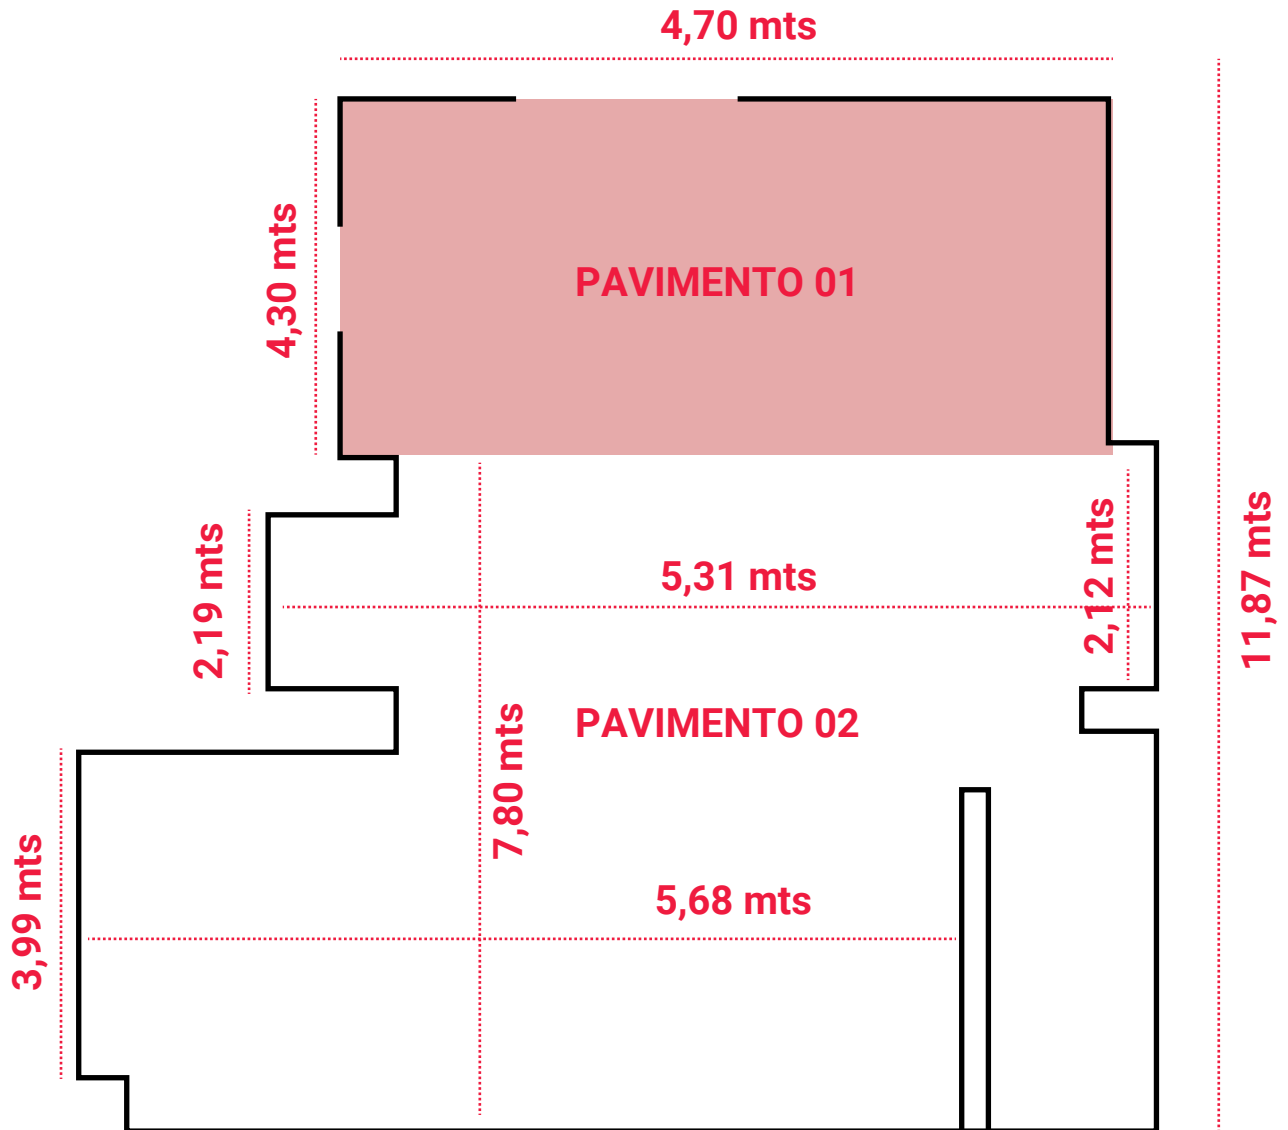 4,70 mts
4,30 mts
PAVIMENTO 01
11,87 mts
2,19 mts
5,31 mts
2,12 mts
7,80 mts
PAVIMENTO 02
3,99 mts
5,68 mts